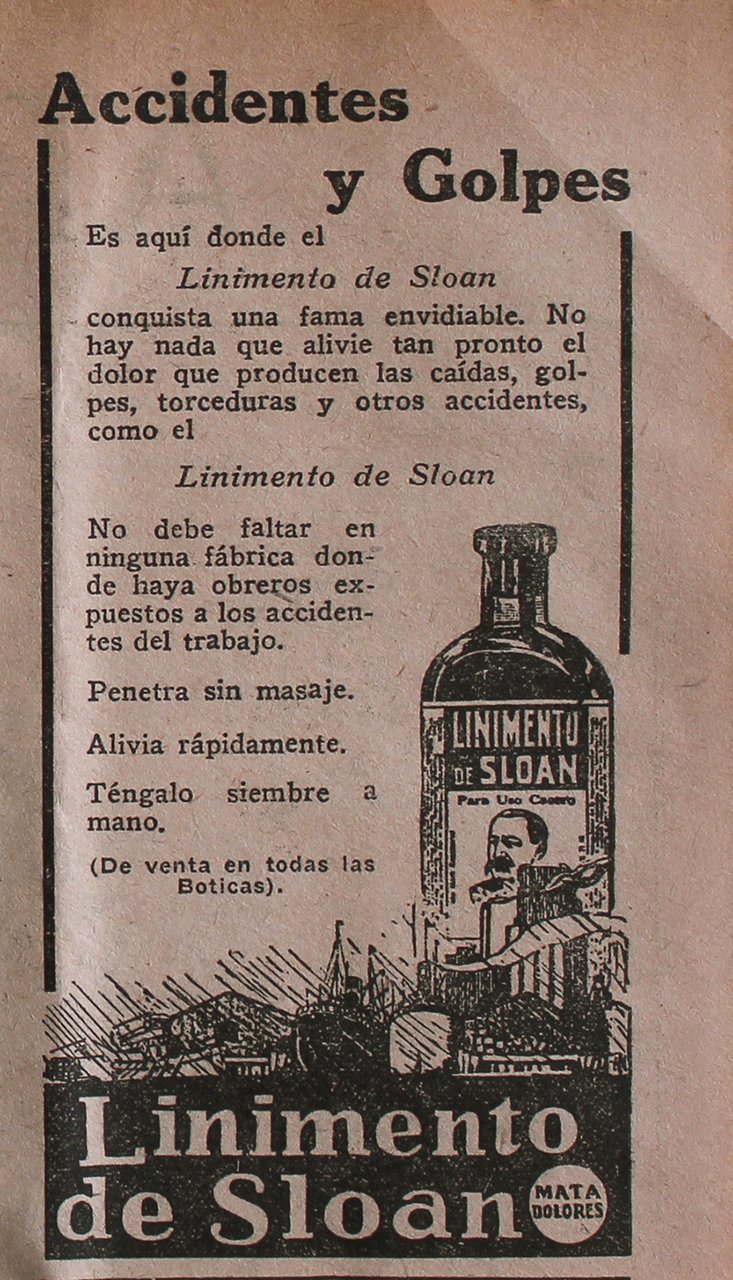 Accidentes
y Golpes
Es aquí donde el
Linimento de Sloan
conquista una fama envidiable. No
hay nada que alivie tan pronto el
dolor que producen las caídas, gol-
pes, torceduras y otros accidentes,
como el
Linimento de Sloan
No debe faltar en
ninguna fábrica don-
de haya obreros ex-
puestos a los acciden-
tes del trabajo.
Penetra sin masaje.
Alivia rápidamente.
Téngalo siembre a
mano.
(De venta en todas las
Boticas).
LINIMENTO
DE SLOAN
Para Uso Casero
Linimento
de Sloan
MATA
DOLORES